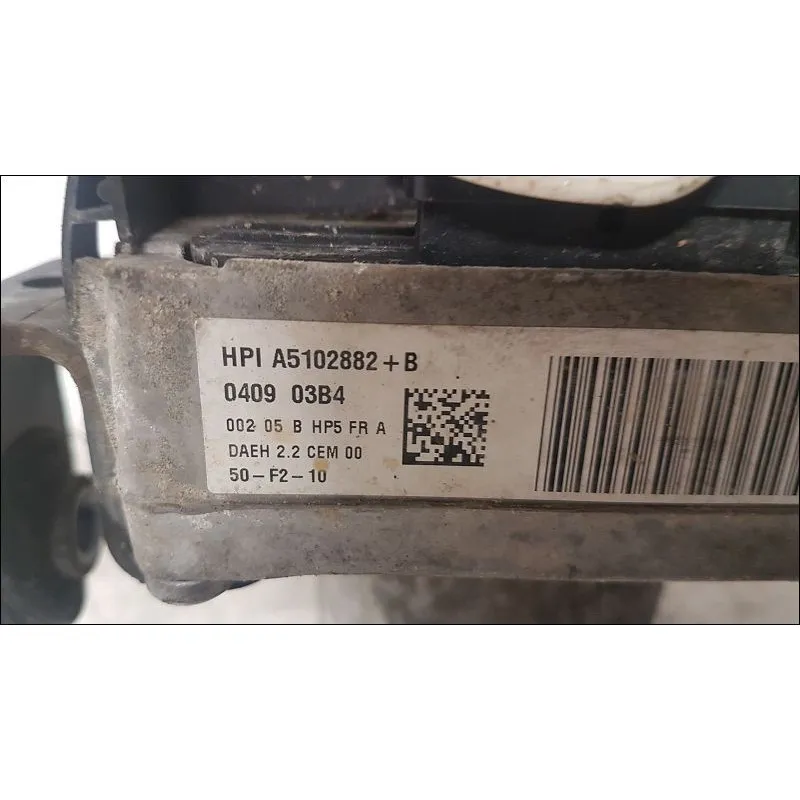 HPI A5102882+B
0409 03B4
002 05 B HP5 FR A
DAEH 2.2 CEM 00
50-F2-10